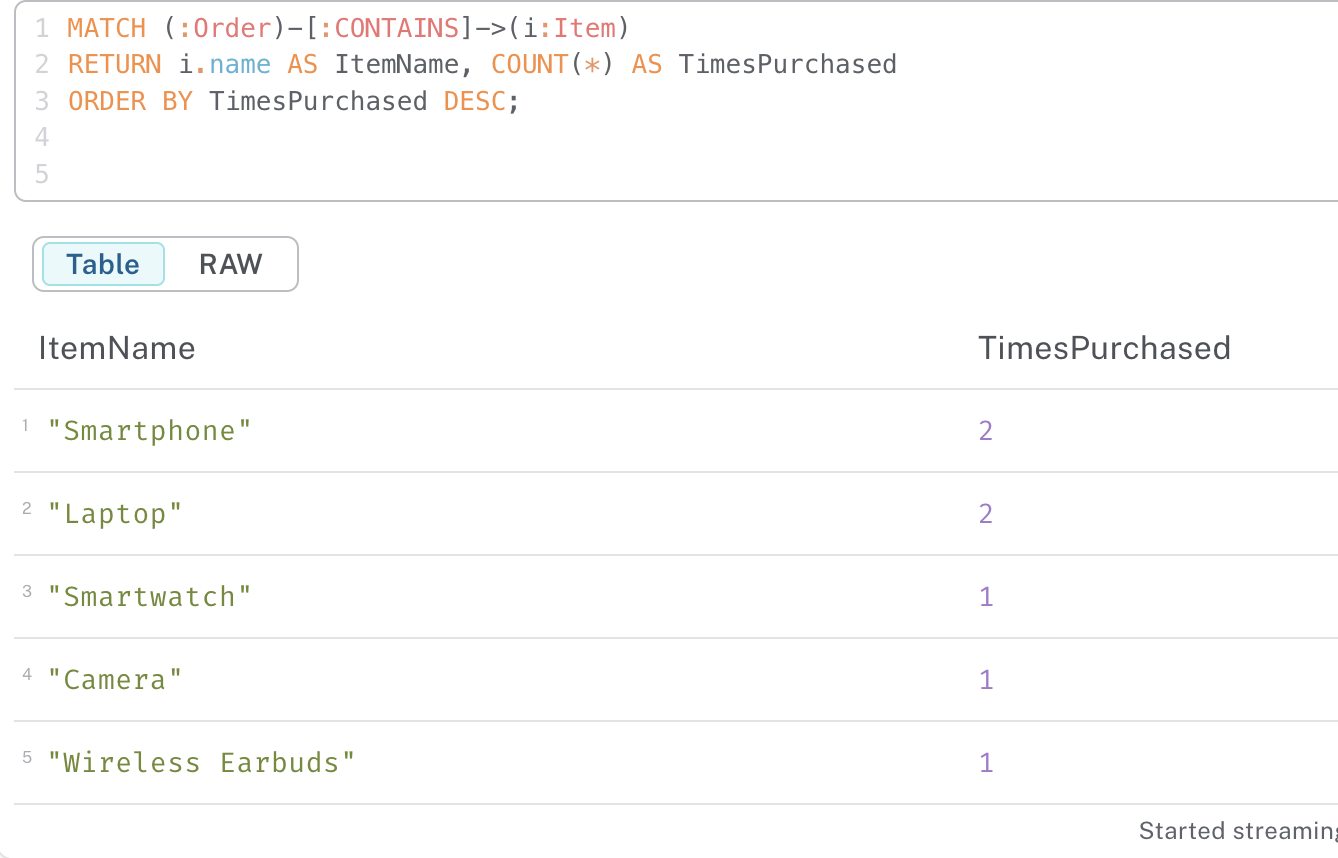 1 MATCH (:Order)-[:CONTAINS]->(i:Item)
2 RETURN i.name AS ItemName, COUNT(*) AS TimesPurchased
3 ORDER BY TimesPurchased DESC;
4
5
Table RAW
ItemName TimesPurchased
1 "Smartphone" 2
2 "Laptop" 2
3 "Smartwatch" 1
4 "Camera" 1
5 "Wireless Earbuds" 1
Started streaming